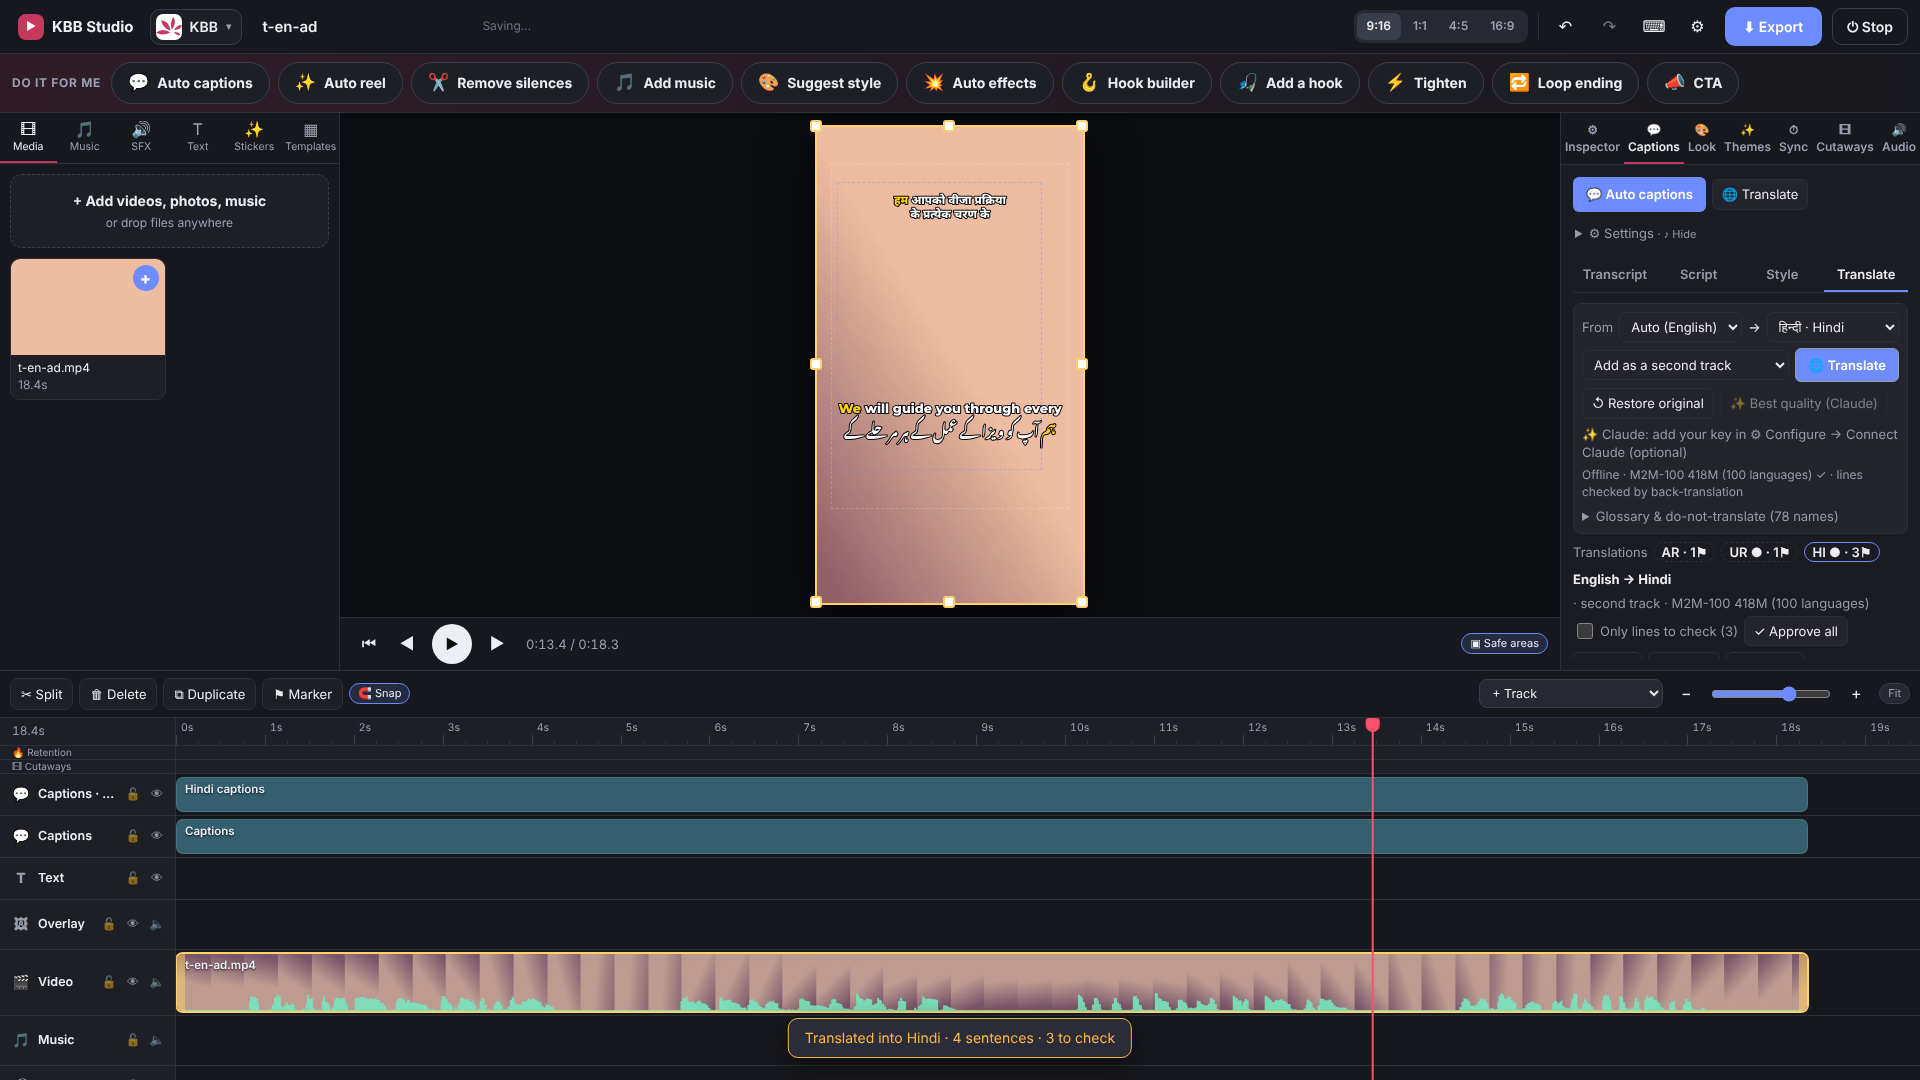 KBB Studio
KBB
t-en-ad
Saving...
9:16
1:1
4:5
16:9
Export
Stop
DO IT FOR ME
Auto captions
Auto reel
Remove silences
Add music
Suggest style
Auto effects
Hook builder
Add a hook
Tighten
Loop ending
CTA
Media
Music
SFX
Text
Stickers
Templates
+ Add videos, photos, music
or drop files anywhere
t-en-ad.mp4
18.4s
हम आपको वीजा प्रक्रिया
के प्रत्येक चरण के
We will guide you through every
ہم آپ کو ویزا کے عمل کے ہر مرحلے کے
0:13.4 / 0:18.3
Safe areas
Inspector
Captions
Look
Themes
Sync
Cutaways
Audio
Auto captions
Translate
Settings · ♪ Hide
Transcript
Script
Style
Translate
From
Auto (English)
→
हिन्दी · Hindi
Add as a second track
Translate
Restore original
Best quality (Claude)
Claude: add your key in ⚙ Configure → Connect
Claude (optional)
Offline · M2M-100 418M (100 languages) ✓ · lines
checked by back-translation
Glossary & do-not-translate (78 names)
Translations
AR · 1
UR ● · 1
HI ● · 3
English → Hindi
· second track · M2M-100 418M (100 languages)
Only lines to check (3)
✓ Approve all
Split
Delete
Duplicate
Marker
Snap
+ Track
− +
Fit
18.4s
0s
1s
2s
3s
4s
5s
6s
7s
8s
9s
10s
11s
12s
13s
14s
15s
16s
17s
18s
19s
Retention
Cutaways
Captions · ...
Hindi captions
Captions
Captions
T Text
Overlay
Video
t-en-ad.mp4
Music
Translated into Hindi · 4 sentences · 3 to check